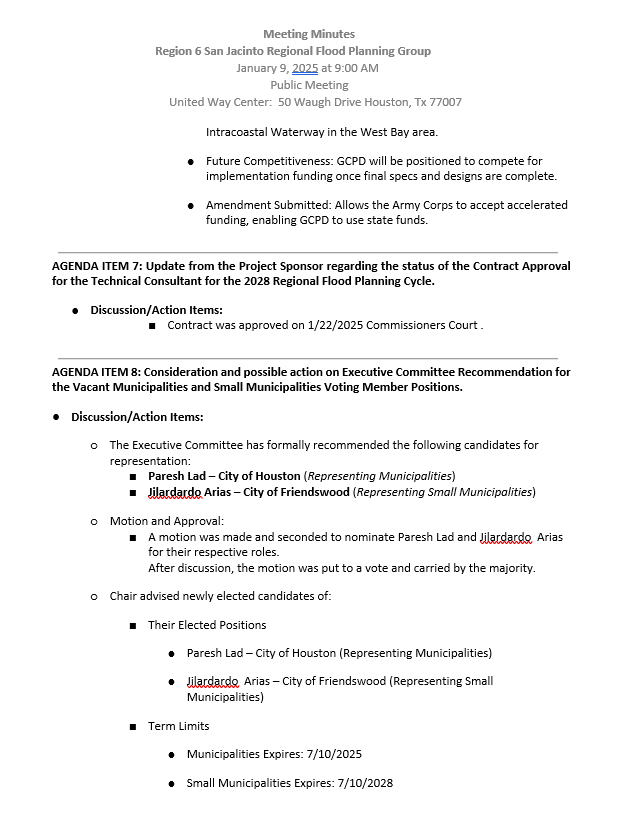 Meeting Minutes
Region 6 San Jacinto Regional Flood Planning Group
January 9, 2025 at 9:00 AM
Public Meeting
United Way Center:  50 Waugh Drive Houston, Tx 77007
Intracoastal Waterway in the West Bay area.
● Future Competitiveness: GCPD will be positioned to compete for
implementation funding once final specs and designs are complete.
● Amendment Submitted: Allows the Army Corps to accept accelerated
funding, enabling GCPD to use state funds.
AGENDA ITEM 7: Update from the Project Sponsor regarding the status of the Contract Approval
for the Technical Consultant for the 2028 Regional Flood Planning Cycle.
● Discussion/Action Items:
■ Contract was approved on 1/22/2025 Commissioners Court .
AGENDA ITEM 8: Consideration and possible action on Executive Committee Recommendation for
the Vacant Municipalities and Small Municipalities Voting Member Positions.
● Discussion/Action Items:
o The Executive Committee has formally recommended the following candidates for
representation:
■ Paresh Lad – City of Houston (Representing Municipalities)
■ Jilardardo Arias – City of Friendswood (Representing Small Municipalities)
o Motion and Approval:
■ A motion was made and seconded to nominate Paresh Lad and Jilardardo  Arias
for their respective roles.
After discussion, the motion was put to a vote and carried by the majority.
o Chair advised newly elected candidates of:
■ Their Elected Positions
● Paresh Lad – City of Houston (Representing Municipalities)
● Jilardardo  Arias – City of Friendswood (Representing Small
Municipalities)
■ Term Limits
● Municipalities Expires: 7/10/2025
● Small Municipalities Expires: 7/10/2028